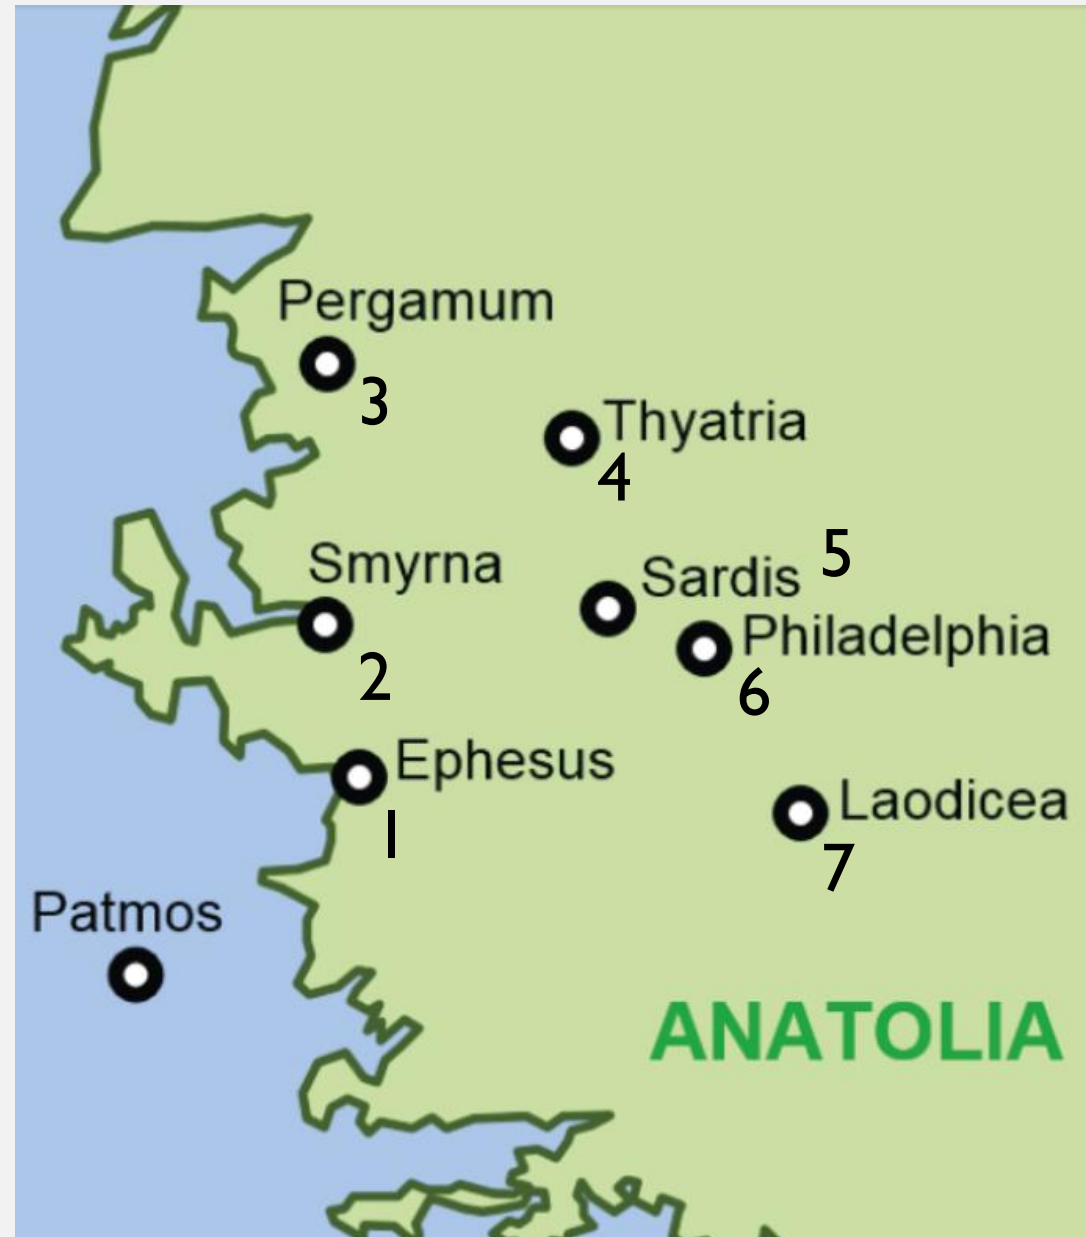 Pergamum
3
Thyatria
4
5
Smyrna
Sardis
Philadelphia
2
6
Ephesus
Laodicea
1
7
Patmos
ANATOLIA